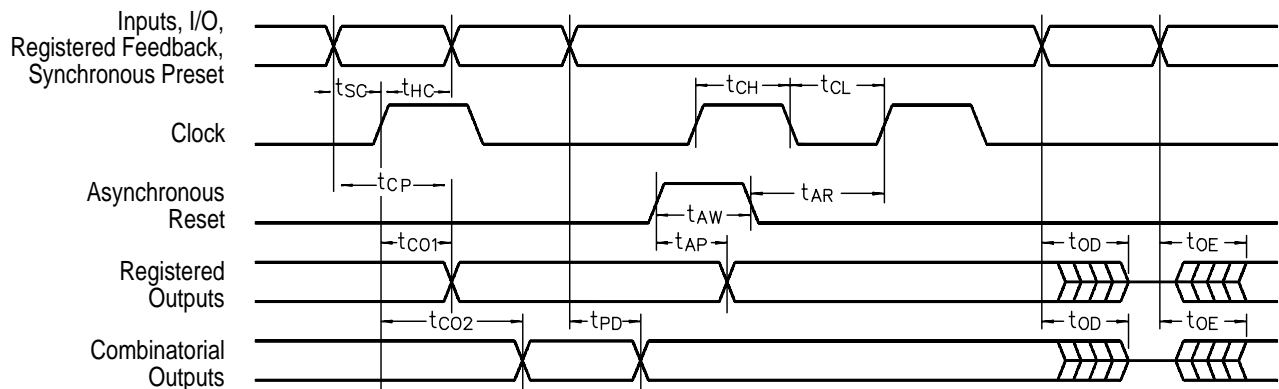 Inputs, I/O,
Registered Feedback,
Synchronous Preset
tSC
tHC
tCH
tCL
Clock
tCP
Asynchronous
Reset
tAR
tAW
tCO1
tAP
tOD
tOE
Registered
Outputs
tCO2
tPD
tOD
tOE
Combinatorial
Outputs